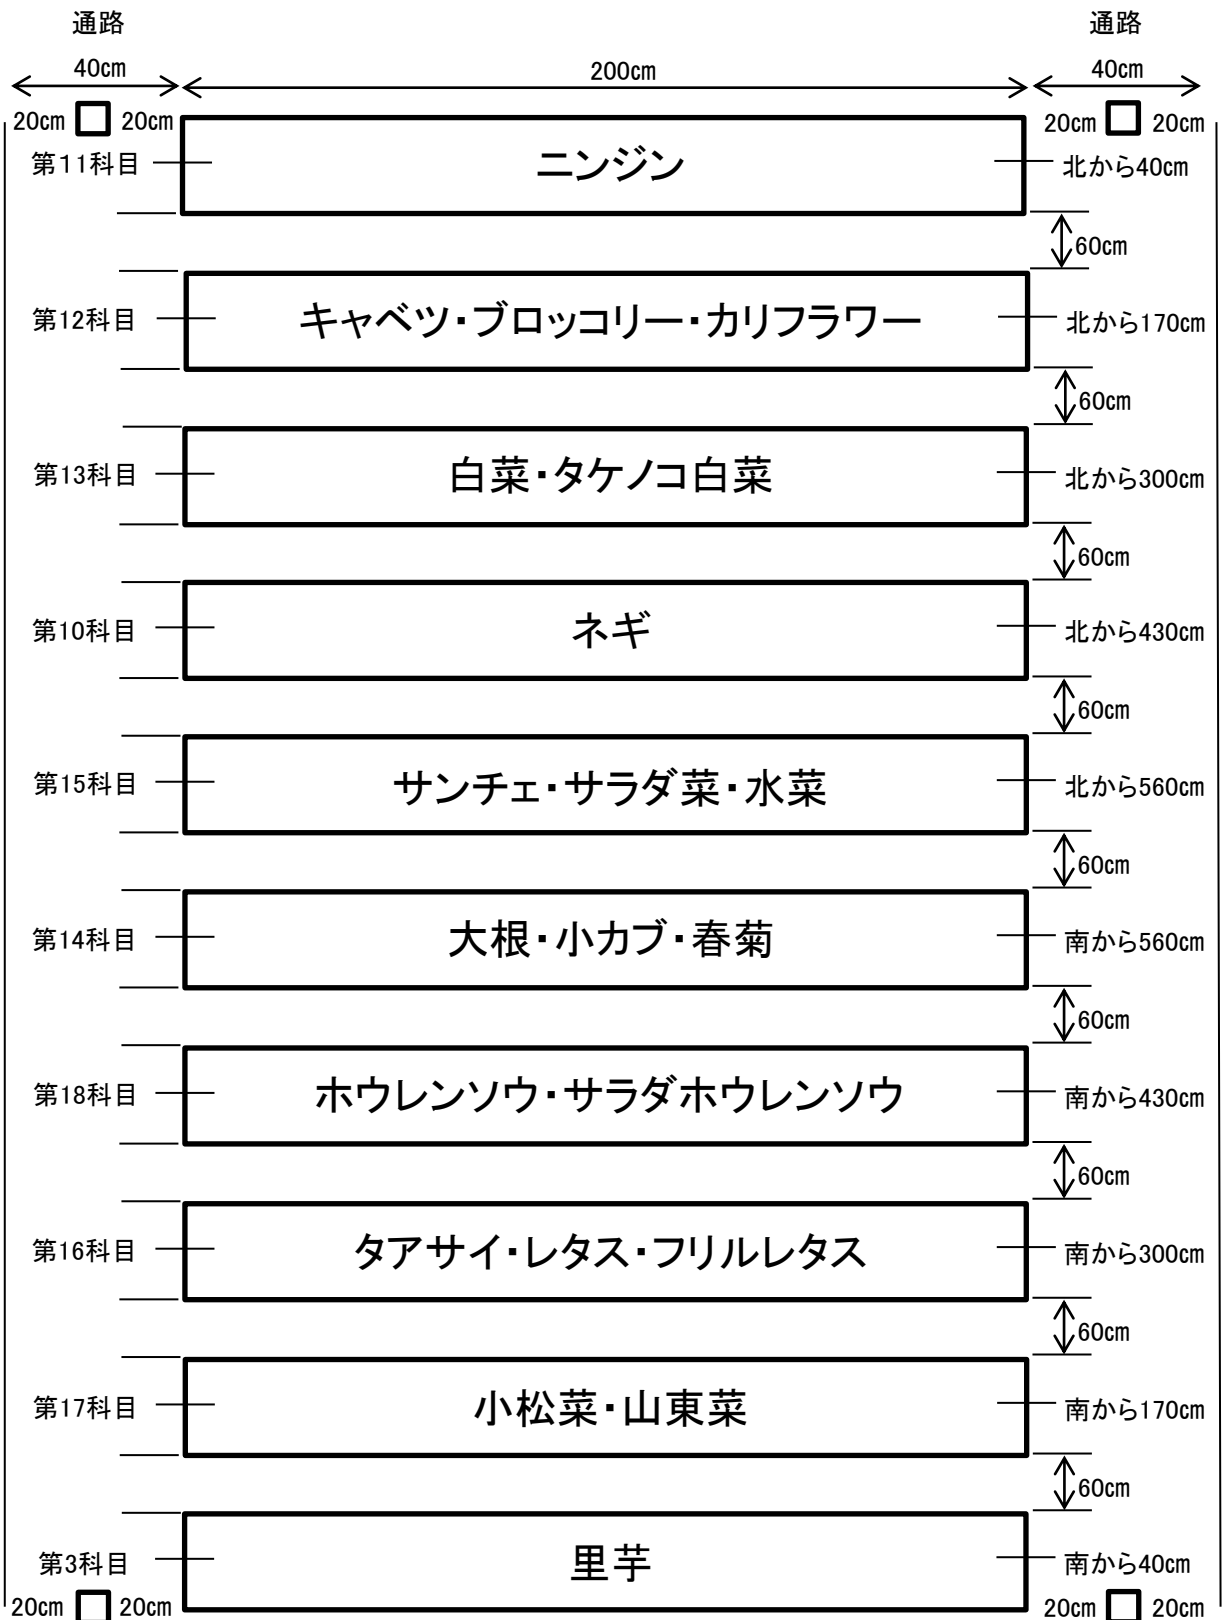 通路 通路
40cm 200cm 40cm
20cm 20cm 20cm 20cm
第11科目 ニンジン 北から40cm
60cm
第12科目 キャベツ・ブロッコリー・カリフラワー 北から170cm
60cm
第13科目 白菜・タケノコ白菜 北から300cm
60cm
第10科目 ネギ 北から430cm
60cm
第15科目 サンチェ・サラダ菜・水菜 北から560cm
60cm
第14科目 大根・小カブ・春菊 南から560cm
60cm
第18科目 ホウレンソウ・サラダホウレンソウ 南から430cm
60cm
第16科目 タアサイ・レタス・フリルレタス 南から300cm
60cm
第17科目 小松菜・山東菜 南から170cm
60cm
第3科目 里芋 南から40cm
20cm 20cm 20cm 20cm